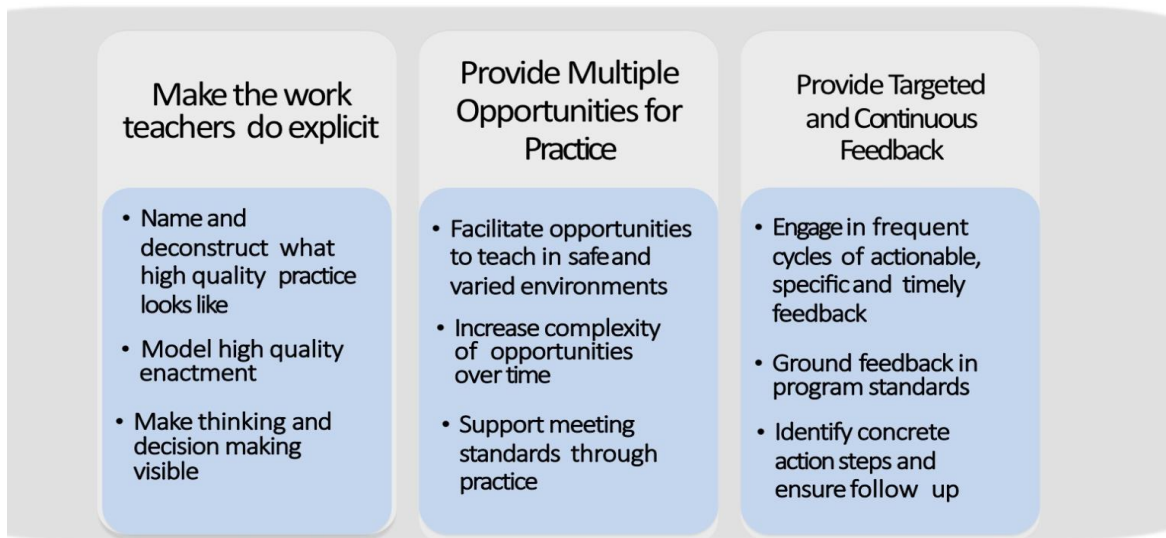 Make the work
teachers do explicit
• Name and
deconstruct what
high quality practice
looks like
• Model high quality
enactment
• Make thinking and
decision making
visible
Provide Multiple
Opportunities for
Practice
• Facilitate opportunities
to teach in safe and
varied environments
• Increase complexity
of opportunities
over time
• Support meeting
standards through
practice
Provide Targeted
and Continuous
Feedback
• Engage in frequent
cycles of actionable,
specific and timely
feedback
• Ground feedback in
program standards
• Identify concrete
action steps and
ensure follow up